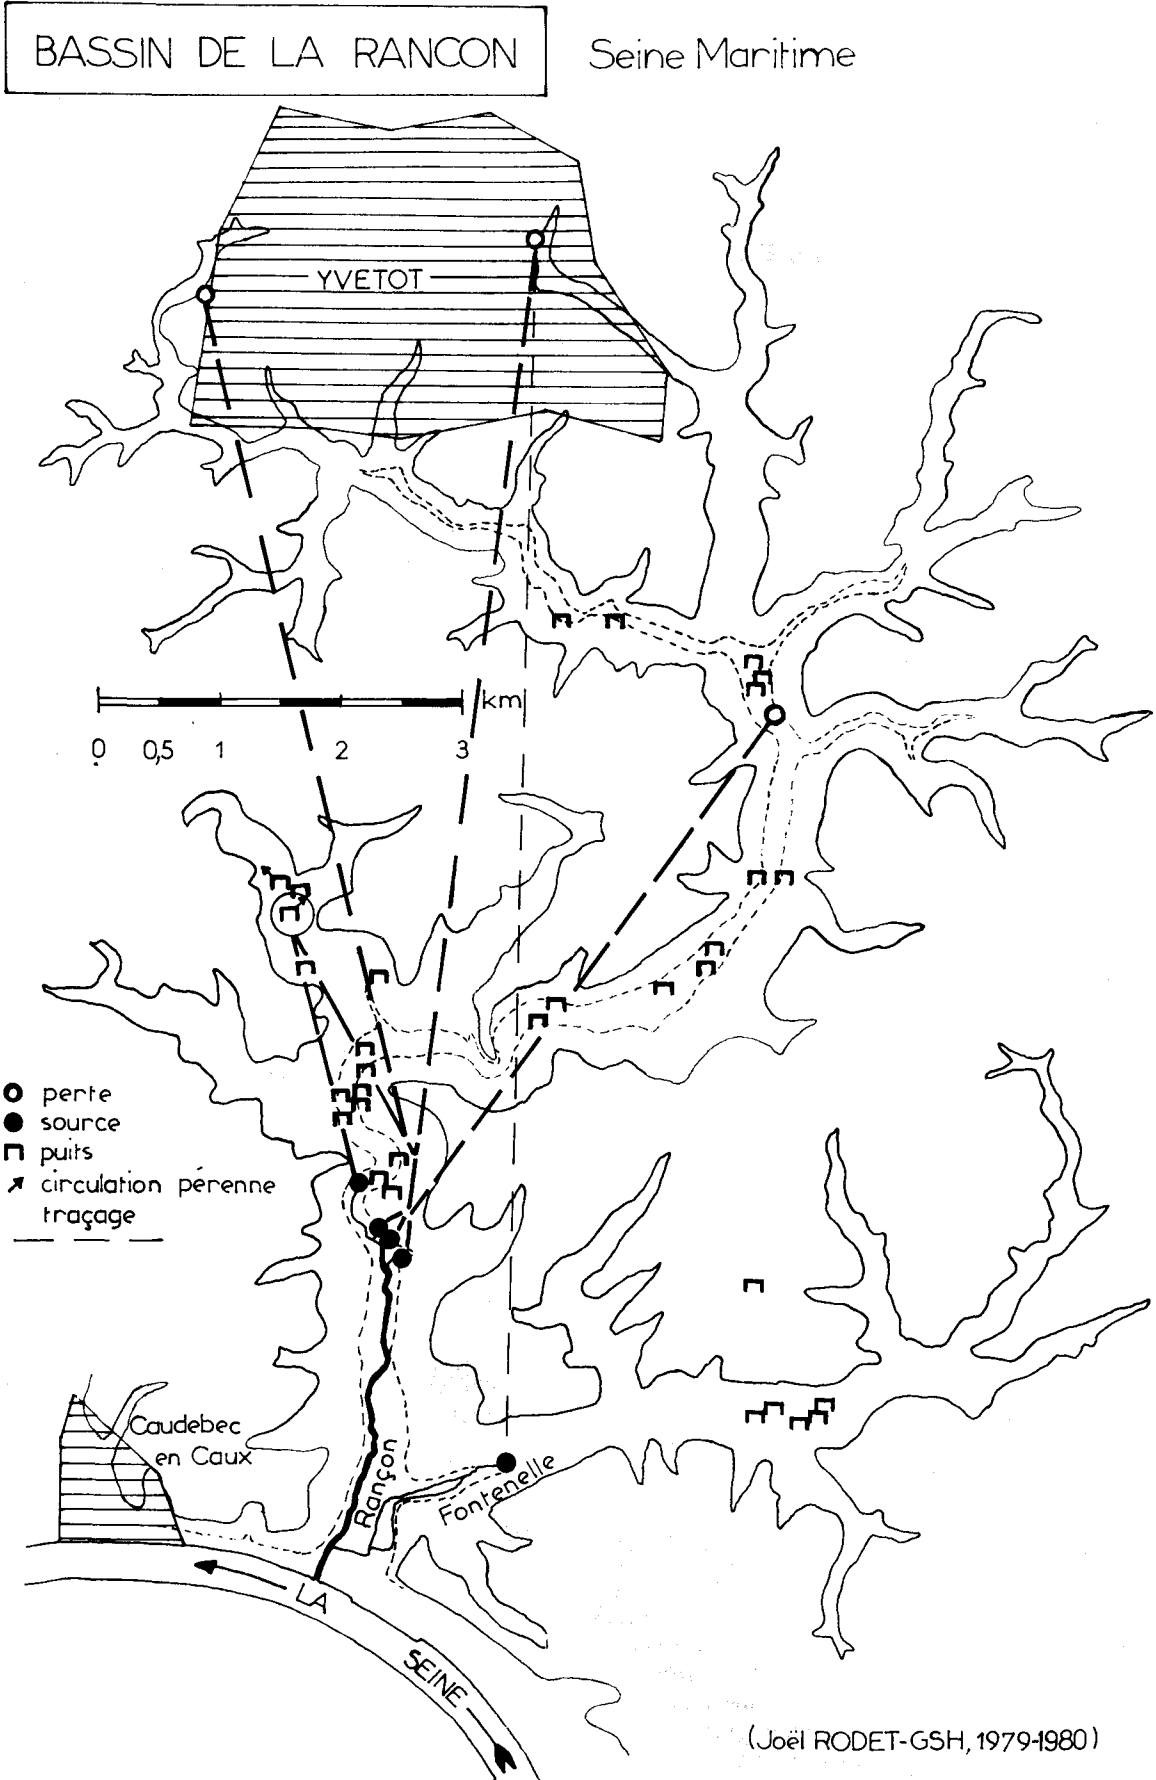 BASSIN DE LA RANCON
Seine Maritime
YVETOT
km
0 0,5 1 2 3
perte
source
puits
circulation pérenne
traçage
Caudebec
en Caux
Rançon
Fontenelle
LA
SEINE
(Joël RODET-GSH, 1979-1980)